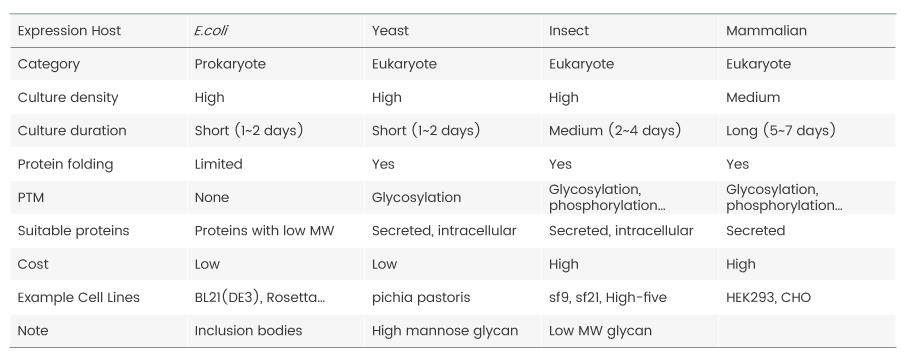 Expression Host E.coli Yeast Insect Mammalian
Category Prokaryote Eukaryote Eukaryote Eukaryote
Culture density High High High Medium
Culture duration Short (1~2 days) Short (1~2 days) Medium (2~4 days) Long (5~7 days)
Protein folding Limited Yes Yes Yes
PTM None Glycosylation Glycosylation, phosphorylation... Glycosylation, phosphorylation...
Suitable proteins Proteins with low MW Secreted, intracellular Secreted, intracellular Secreted
Cost Low Low High High
Example Cell Lines BL21(DE3), Rosetta... pichia pastoris sf9, sf21, High-five HEK293, CHO
Note Inclusion bodies High mannose glycan Low MW glycan